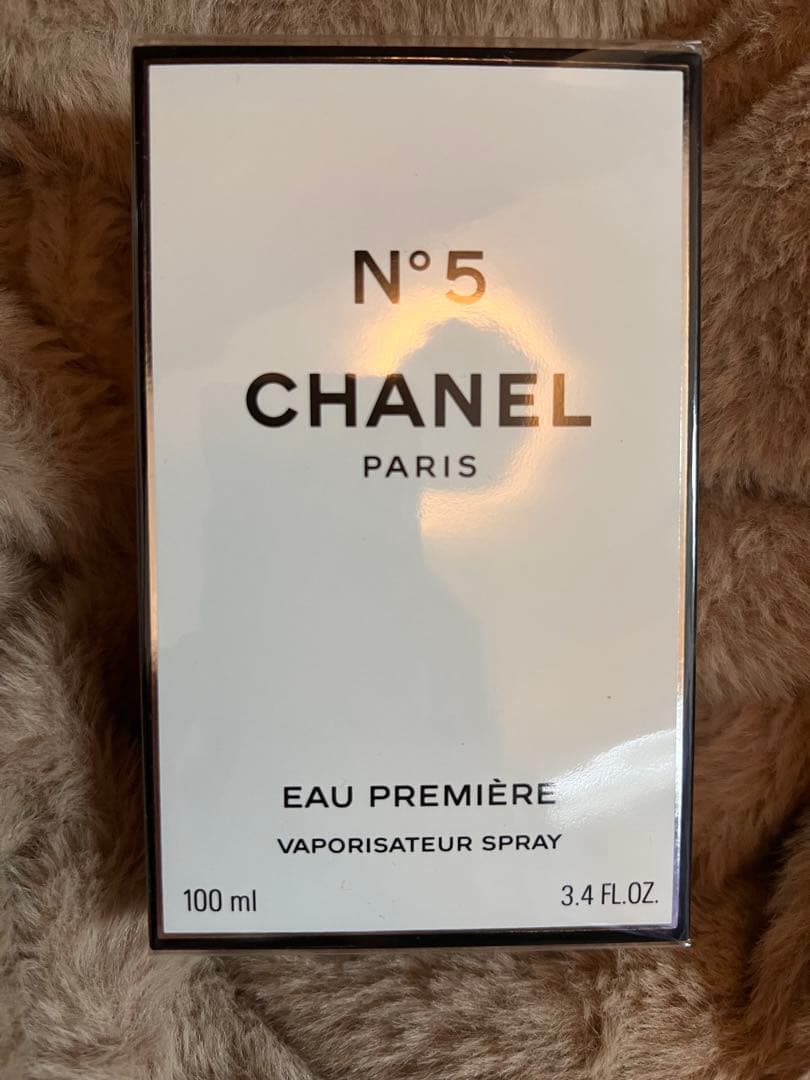 N°5
CHANEL
PARIS
EAU PREMIÈRE
VAPORISATEUR SPRAY
100 ml 3.4 FL.OZ.